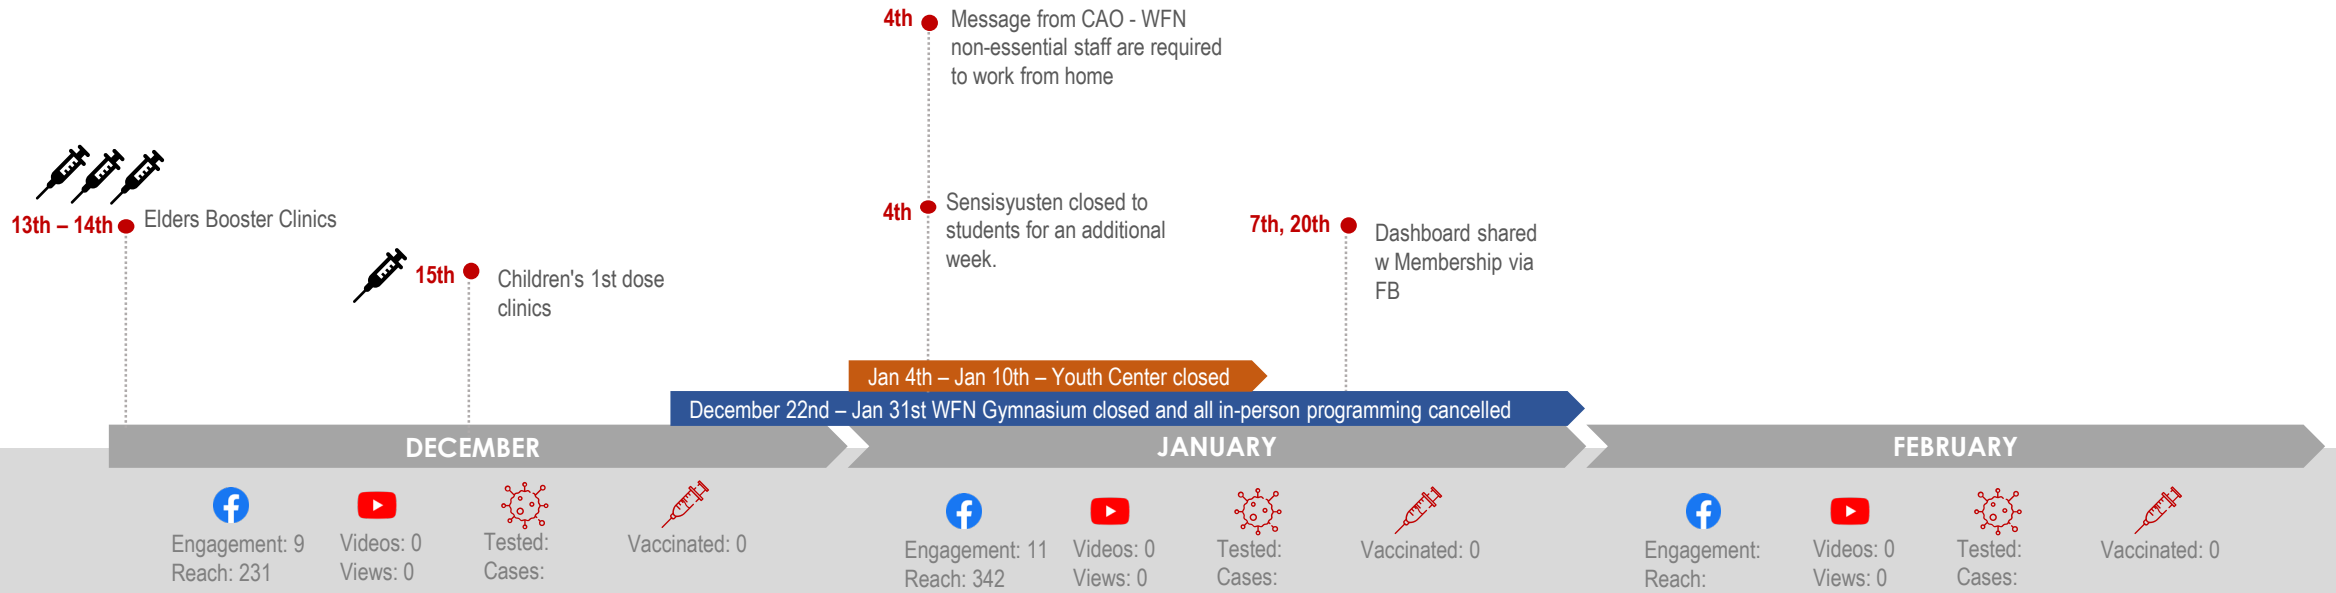 4th
Message from CAO - WFN
non-essential staff are required
to work from home
13th – 14th
Elders Booster Clinics
15th
Children's 1st dose
clinics
4th
Sensisyusten closed to
students for an additional
week.
7th, 20th
Dashboard shared
w Membership via
FB
Jan 4th – Jan 10th – Youth Center closed
December 22nd – Jan 31st WFN Gymnasium closed and all in-person programming cancelled
DECEMBER
JANUARY
FEBRUARY
Engagement: 9
Reach: 231
Videos: 0
Views: 0
Tested:
Cases:
Vaccinated: 0
Engagement: 11
Reach: 342
Videos: 0
Views: 0
Tested:
Cases:
Vaccinated: 0
Engagement:
Reach:
Videos: 0
Views: 0
Tested:
Cases:
Vaccinated: 0